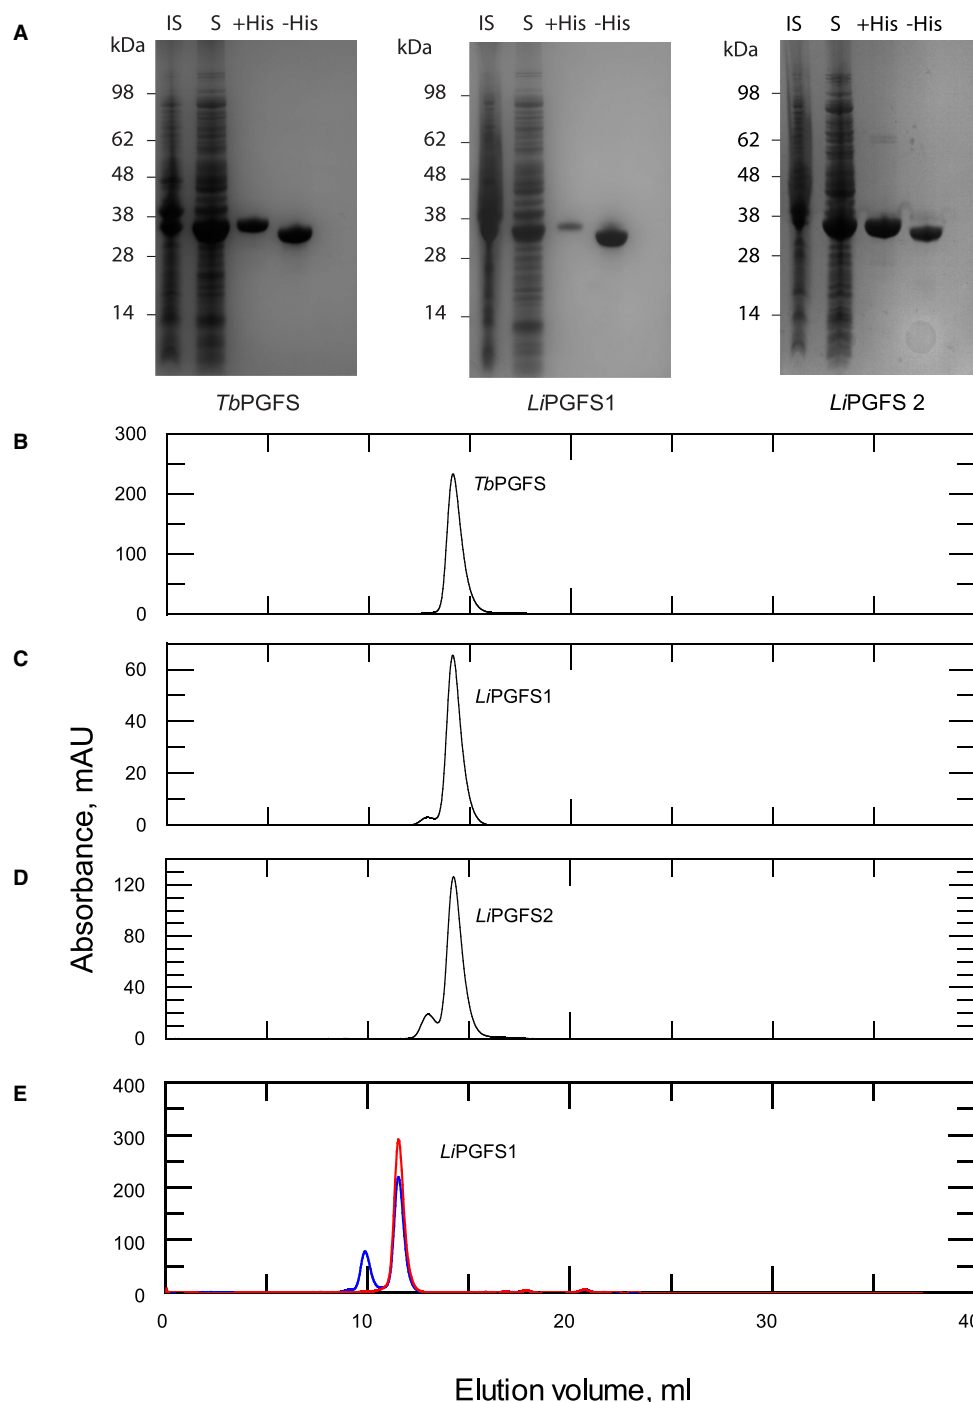 A
IS S +His -His
IS S +His -His
IS S +His -His
kDa
98
62
48
38
28
14
kDa
98
62
48
38
28
14
kDa
98
62
48
38
28
14
TbPGFS
LiPGFS1
LiPGFS 2
B
300
200
100
0
TbPGFS
C
60
40
20
0
LiPGFS1
D
120
80
40
0
LiPGFS2
E
400
300
200
100
0
LiPGFS1
0 10 20 30 40
Absorbance, mAU
Elution volume, ml